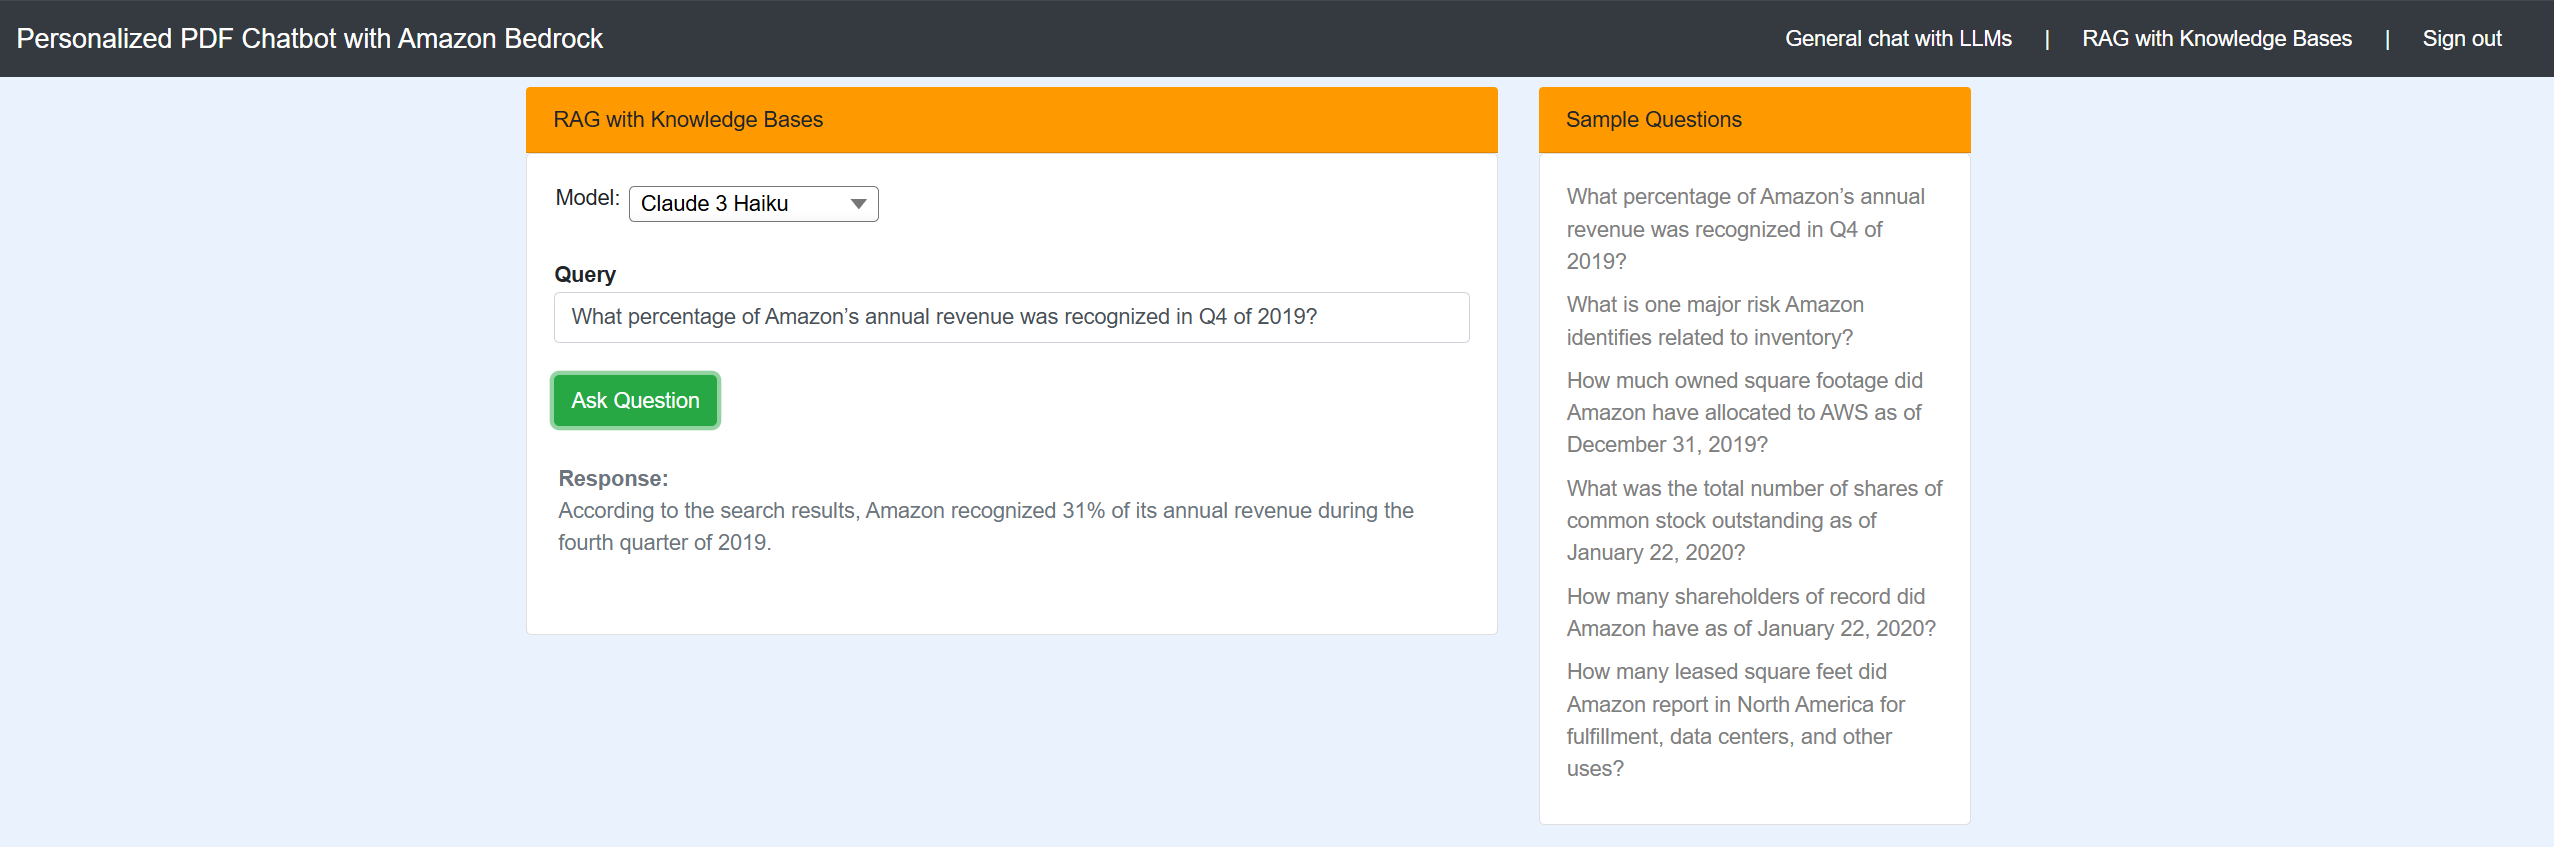 Personalized PDF Chatbot with Amazon Bedrock
General chat with LLMs | RAG with Knowledge Bases | Sign out
RAG with Knowledge Bases
Model: Claude 3 Haiku
Query
What percentage of Amazon’s annual revenue was recognized in Q4 of 2019?
Ask Question
Response:
According to the search results, Amazon recognized 31% of its annual revenue during the
fourth quarter of 2019.
Sample Questions
What percentage of Amazon’s annual
revenue was recognized in Q4 of
2019?
What is one major risk Amazon
identifies related to inventory?
How much owned square footage did
Amazon have allocated to AWS as of
December 31, 2019?
What was the total number of shares of
common stock outstanding as of
January 22, 2020?
How many shareholders of record did
Amazon have as of January 22, 2020?
How many leased square feet did
Amazon report in North America for
fulfillment, data centers, and other
uses?